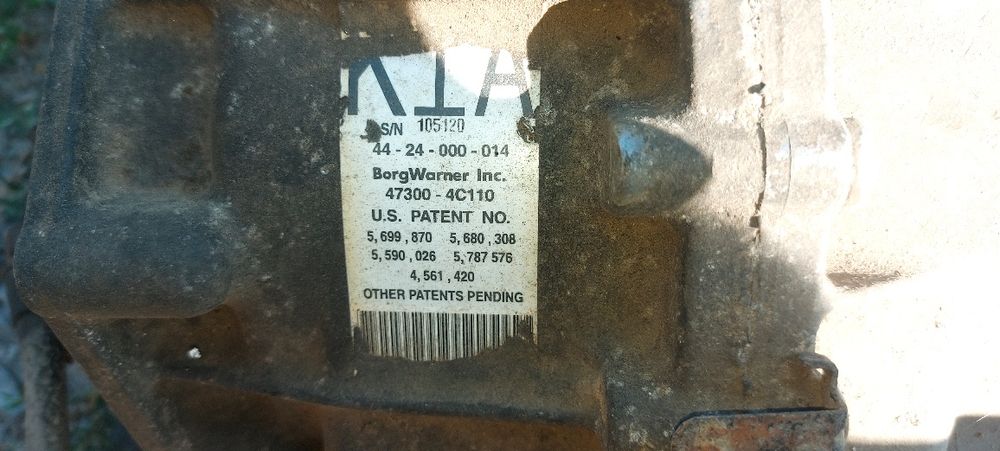 KIA
S/N 105120
44 - 24 - 000 - 014
BorgWarner Inc.
47300 - 4C110
U.S. PATENT NO.
5,699,870 5,680,308
5,590,026 5,787 576
4,561,420
OTHER PATENTS PENDING